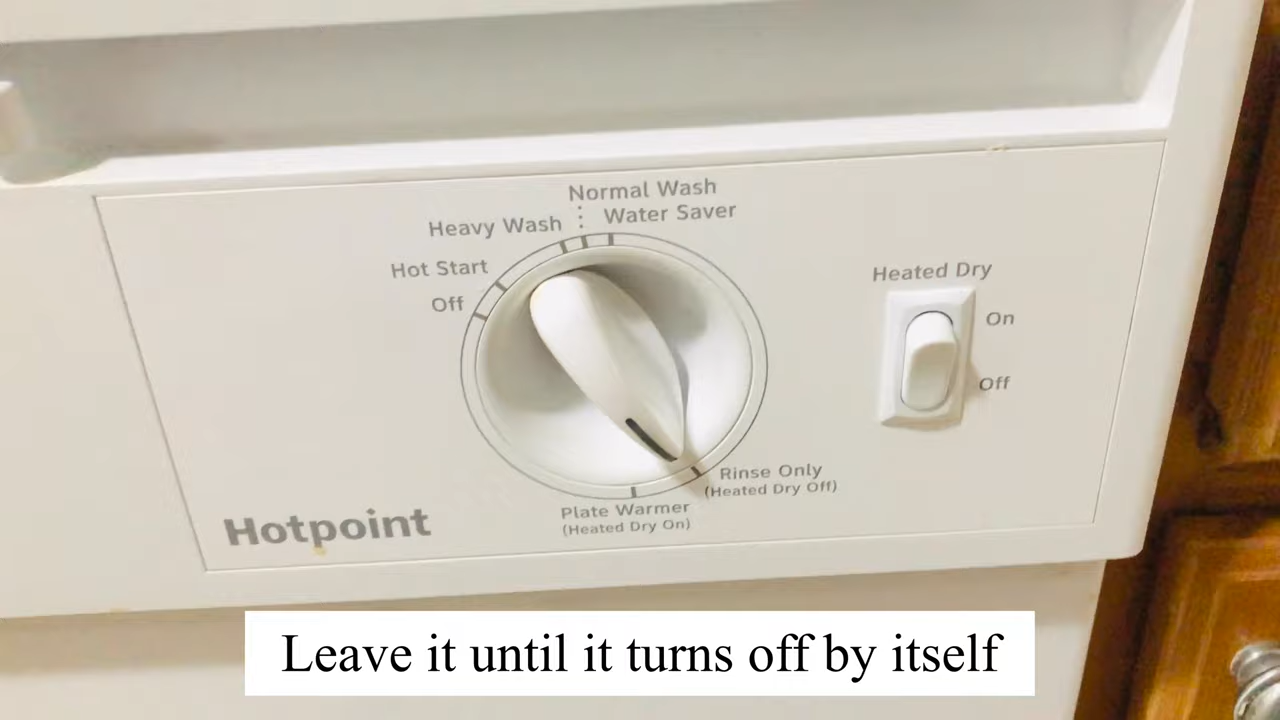 Normal Wash
Heavy Wash
Water Saver
Hot Start
Off
Heated Dry
On
Off
Rinse Only
(Heated Dry Off)
Plate Warmer
(Heated Dry On)
Hotpoint
Leave it until it turns off by itself